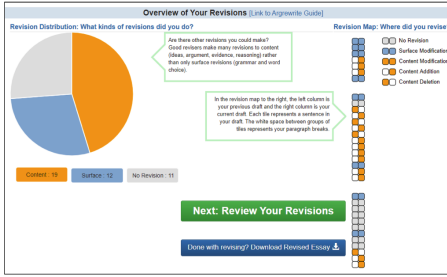 Overview of Your Revisions [Link to Argrewrite Guide]
Revision Distribution: What kinds of revisions did you do?
Revision Map: Where did you revise
Are there other revisions you could make?
Good revisers make many revisions to content
(ideas, argument, evidence, reasoning) rather
than only surface revisions (grammar and word
choice).
No Revision
Surface Modification
Content Modification
Content Addition
Content Deletion
In the revision map to the right, the left column is
your previous draft and the right column is your
current draft. Each tile represents a sentence in
your draft. The white space between groups of
tiles represents your paragraph breaks.
Content : 19
Surface : 12
No Revision : 11
Next: Review Your Revisions
Done with revising? Download Revised Essay